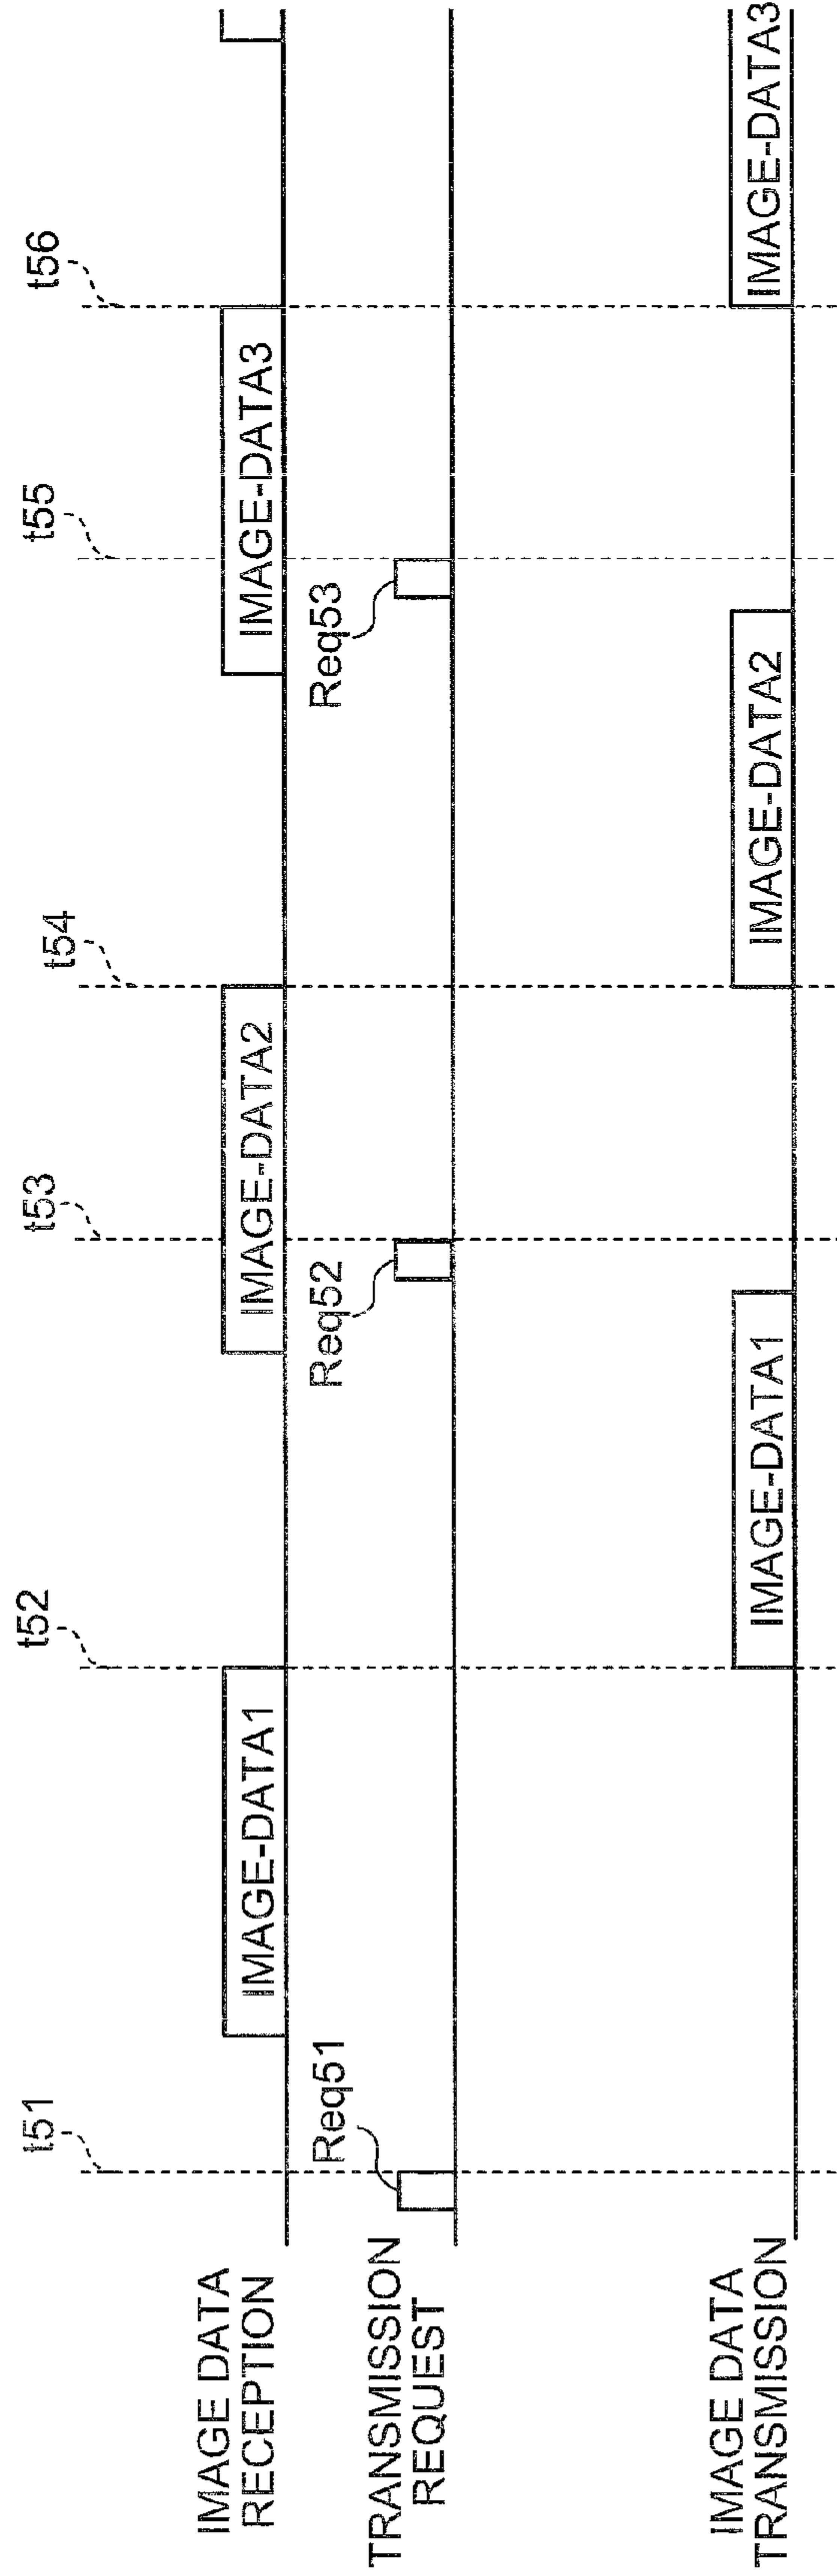 t51
t52
t53
t54
t55
t56
IMAGE DATA
RECEPTION
IMAGE-DATA1
IMAGE-DATA2
IMAGE-DATA3
TRANSMISSION
REQUEST
Req51
Req52
Req53
IMAGE DATA
TRANSMISSION
IMAGE-DATA1
IMAGE-DATA2
IMAGE-DATA3